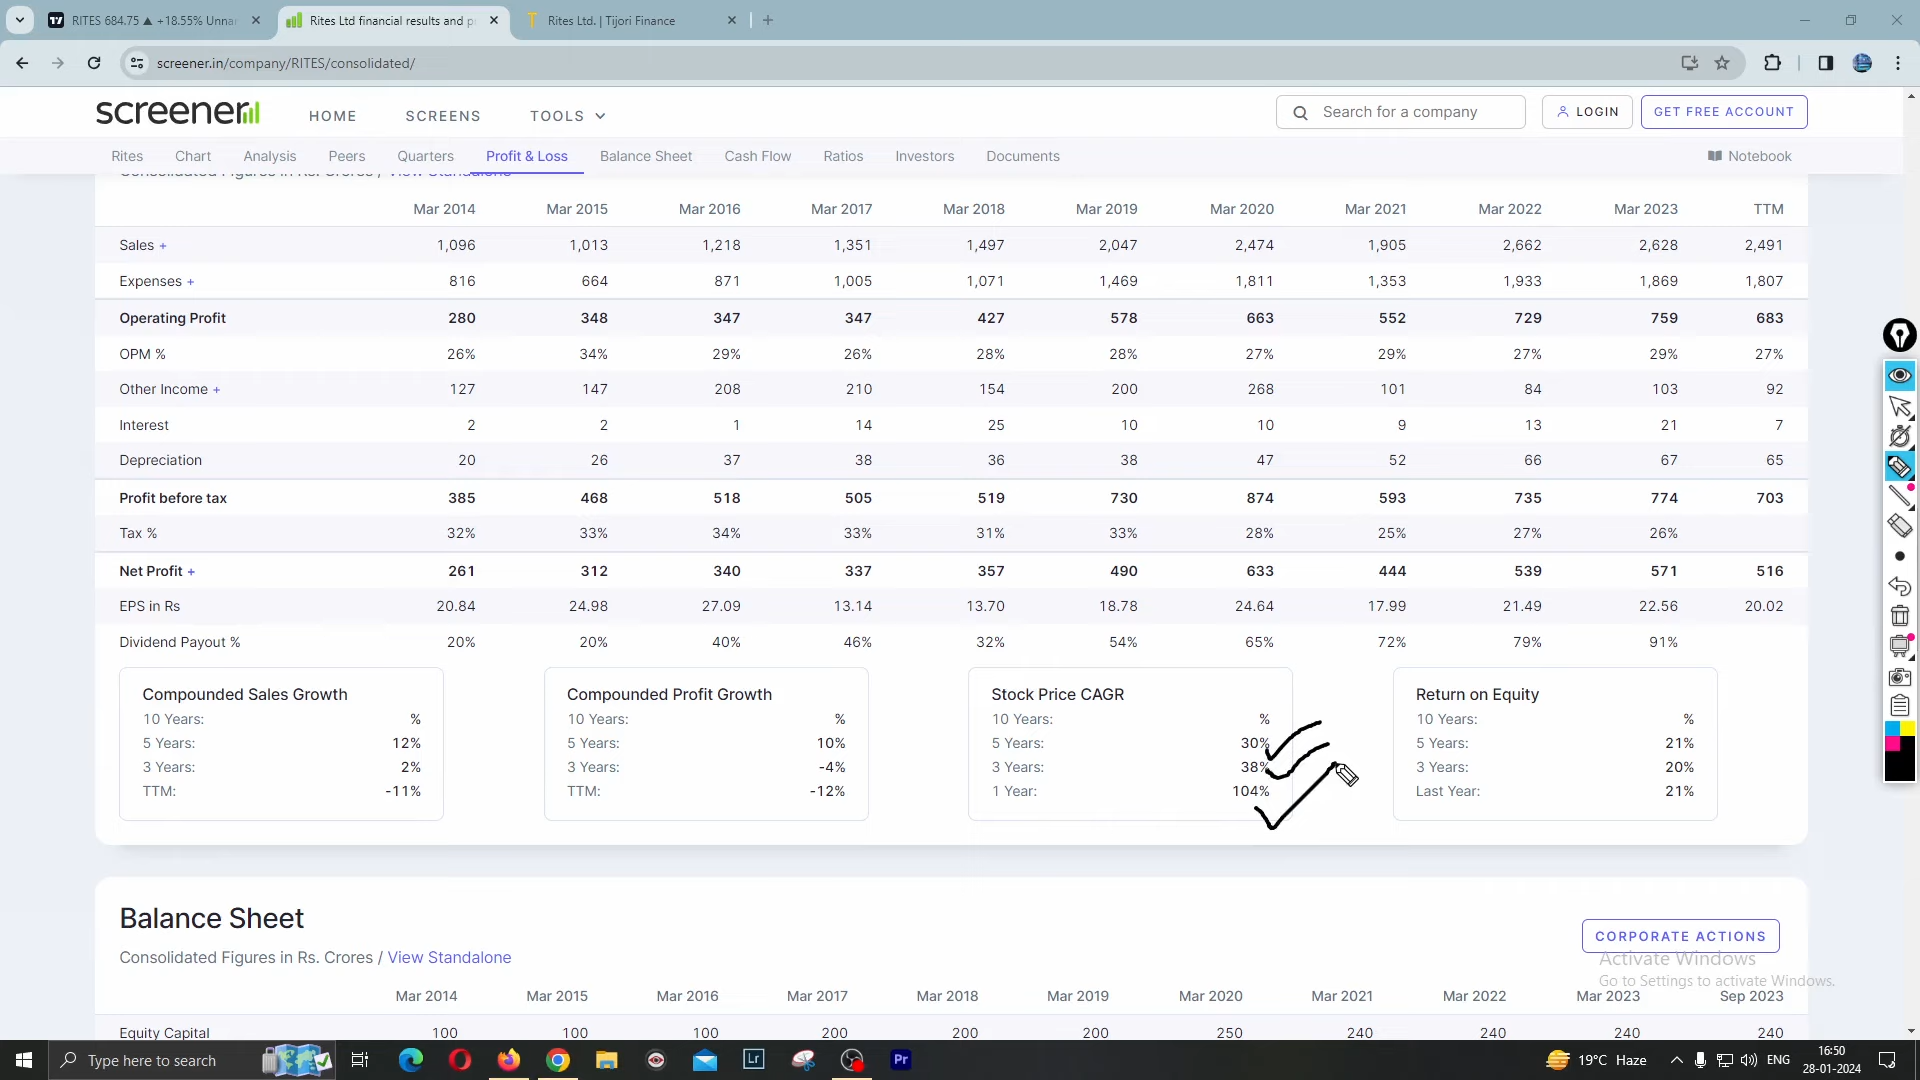 RITES 684.75 ▲ +18.55% Unna
Rites Ltd financial results and p
Rites Ltd. | Tijori Finance
screener.in/company/RITES/consolidated/
screener
HOME SCREENS TOOLS
Search for a company
LOGIN
GET FREE ACCOUNT
Rites Chart Analysis Peers Quarters Profit & Loss Balance Sheet Cash Flow Ratios Investors Documents Notebook
Consolidated Figures in Rs. Crores / View Standalone
Mar 2014 Mar 2015 Mar 2016 Mar 2017 Mar 2018 Mar 2019 Mar 2020 Mar 2021 Mar 2022 Mar 2023 TTM
Sales + 1,096 1,013 1,218 1,351 1,497 2,047 2,474 1,905 2,662 2,628 2,491
Expenses + 816 664 871 1,005 1,071 1,469 1,811 1,353 1,933 1,869 1,807
Operating Profit 280 348 347 347 427 578 663 552 729 759 683
OPM % 26% 34% 29% 26% 28% 28% 27% 29% 27% 29% 27%
Other Income + 127 147 208 210 154 200 268 101 84 103 92
Interest 2 2 1 14 25 10 10 9 13 21 7
Depreciation 20 26 37 38 36 38 47 52 66 67 65
Profit before tax 385 468 518 505 519 730 874 593 735 774 703
Tax % 32% 33% 34% 33% 31% 33% 28% 25% 27% 26%
Net Profit + 261 312 340 337 357 490 633 444 539 571 516
EPS in Rs 20.84 24.98 27.09 13.14 13.70 18.78 24.64 17.99 21.49 22.56 20.02
Dividend Payout % 20% 20% 40% 46% 32% 54% 65% 72% 79% 91%
Compounded Sales Growth
10 Years: %
5 Years: 12%
3 Years: 2%
TTM: -11%
Compounded Profit Growth
10 Years: %
5 Years: 10%
3 Years: -4%
TTM: -12%
Stock Price CAGR
10 Years: %
5 Years: 30%
3 Years: 38%
1 Year: 104%
Return on Equity
10 Years: %
5 Years: 21%
3 Years: 20%
Last Year: 21%
Balance Sheet
Consolidated Figures in Rs. Crores / View Standalone
CORPORATE ACTIONS
Activate Windows
Go to Settings to activate Windows.
Mar 2014 Mar 2015 Mar 2016 Mar 2017 Mar 2018 Mar 2019 Mar 2020 Mar 2021 Mar 2022 Mar 2023 Sep 2023
Equity Capital 100 100 100 200 200 200 250 240 240 240 240
Type here to search
Lr
Pr
19°C Haze
ENG
16:50
28-01-2024